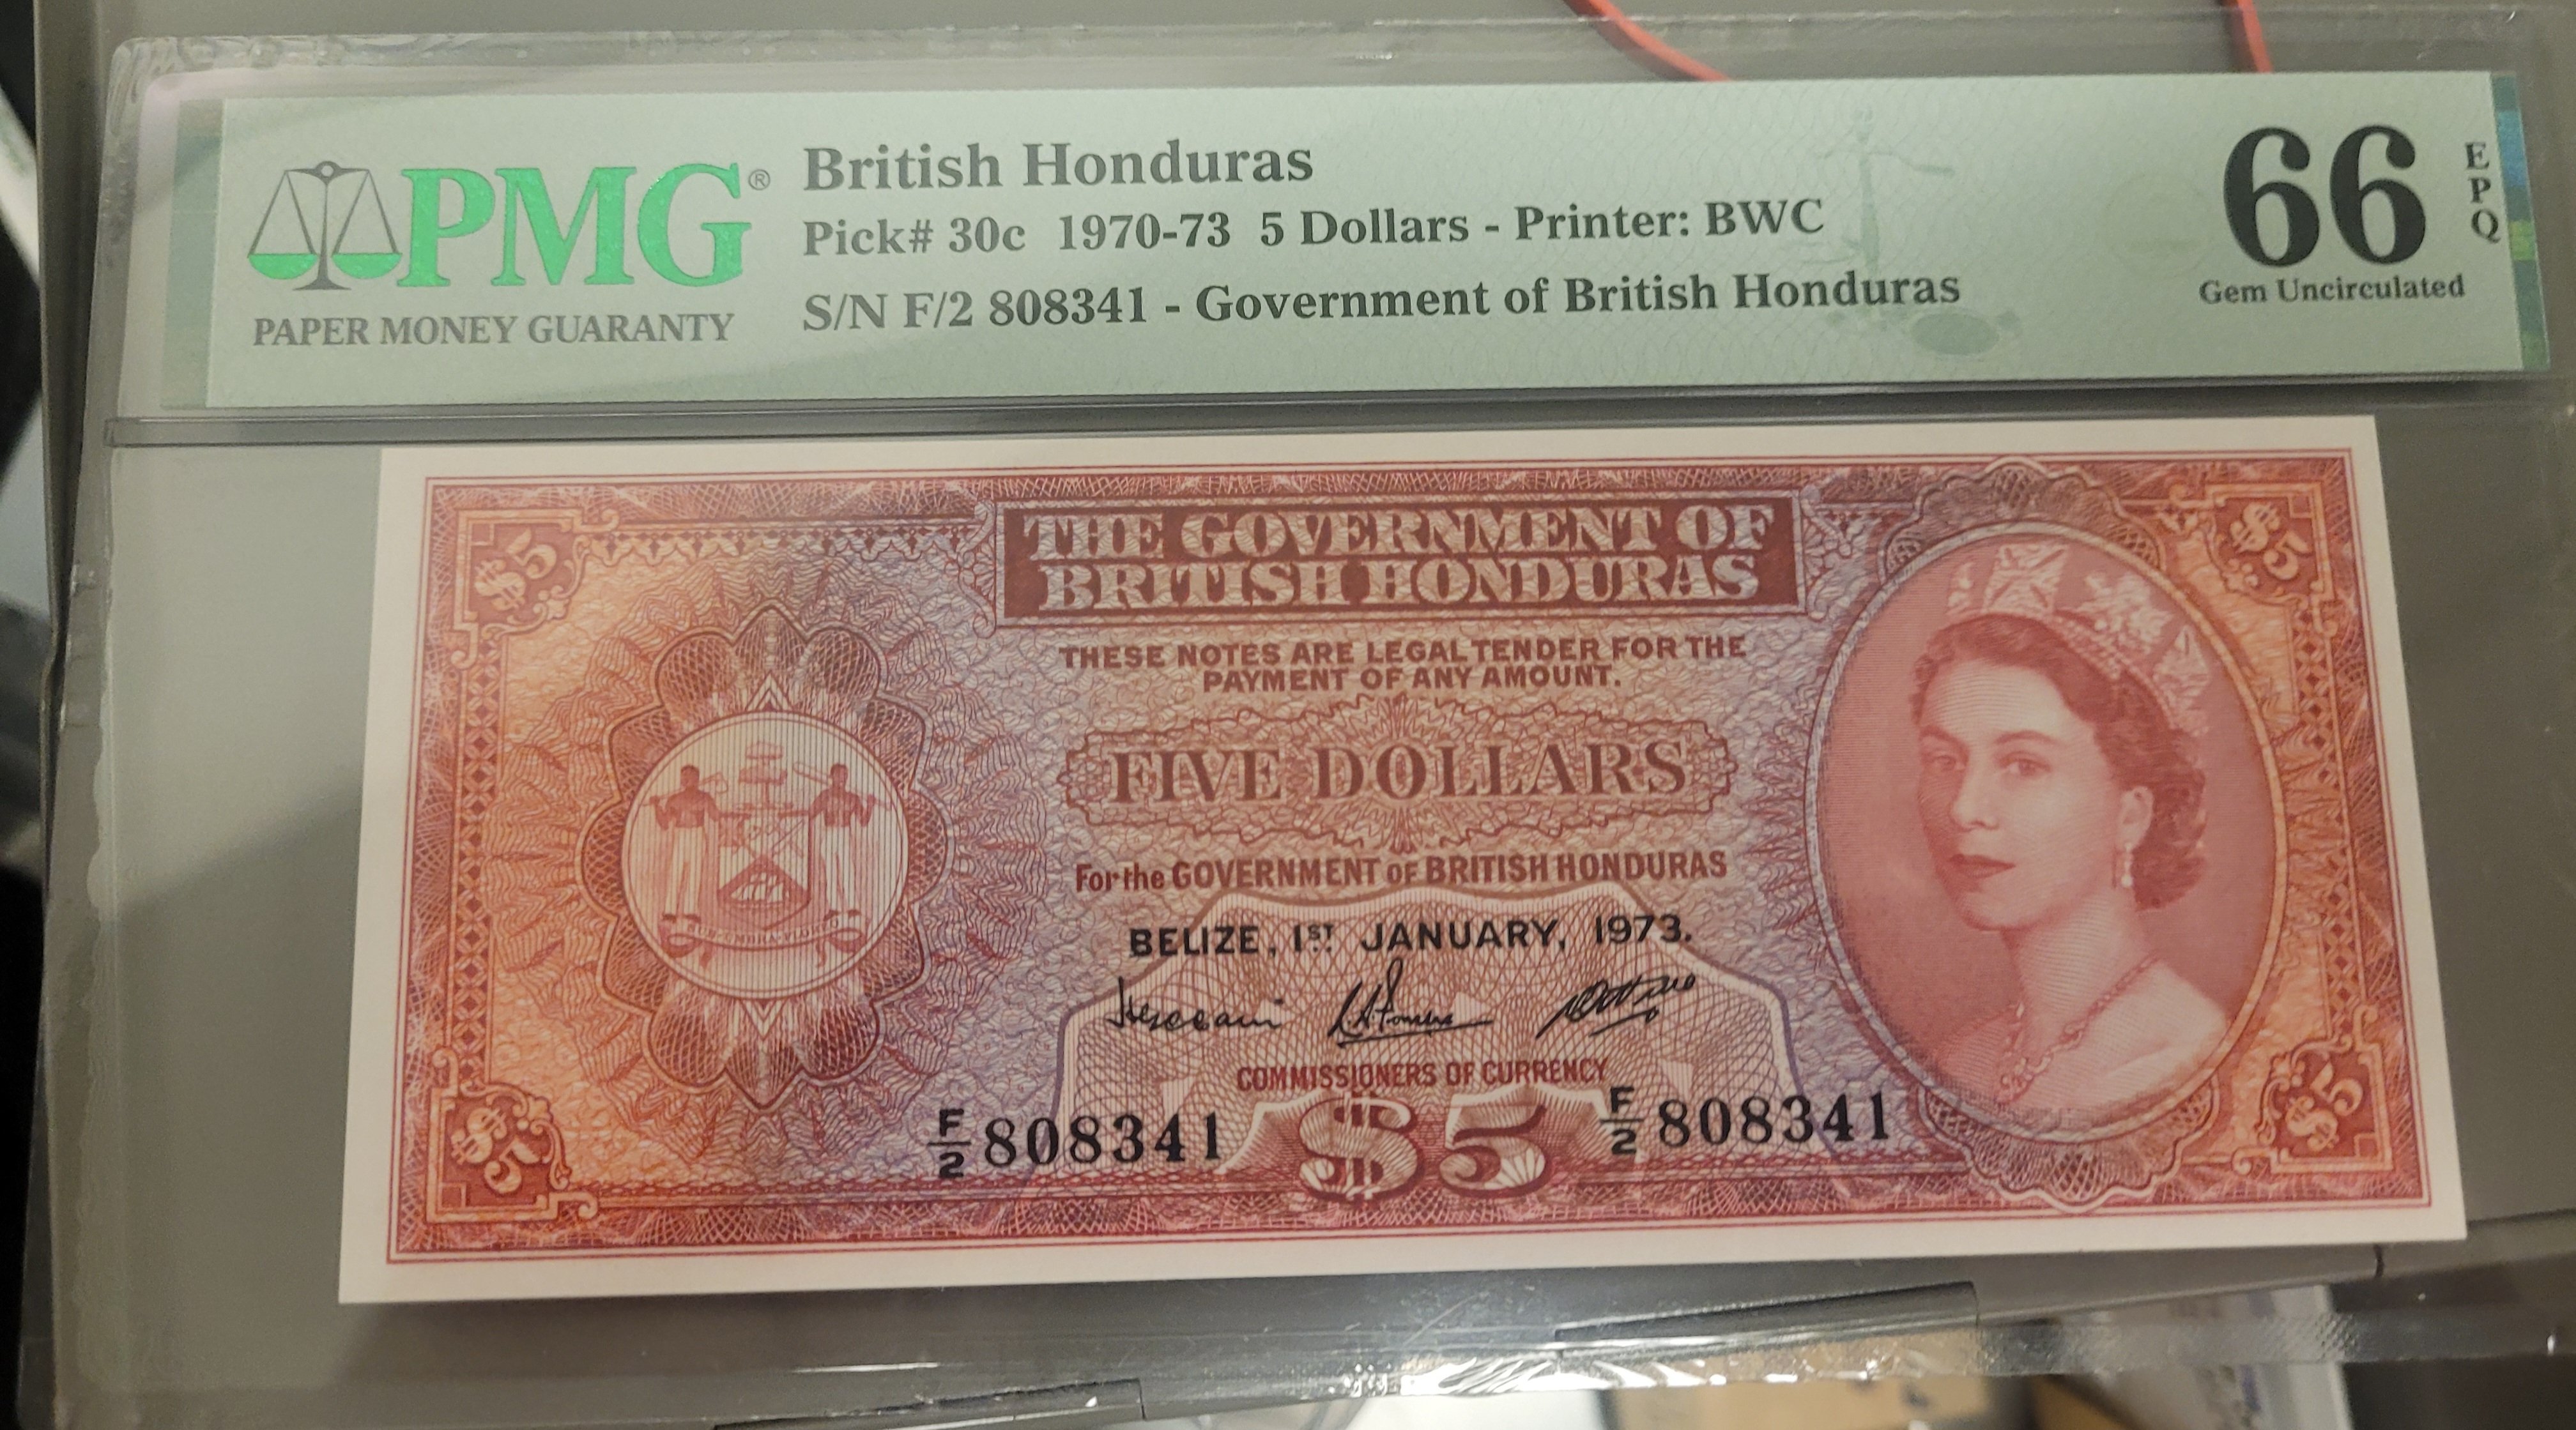 PMG®
PAPER MONEY GUARANTY
British Honduras
Pick# 30c 1970-73 5 Dollars - Printer: BWC
S/N F/2 808341 - Government of British Honduras
66
EPQ
Gem Uncirculated
$5
$5
THE GOVERNMENT OF
BRITISH HONDURAS
THESE NOTES ARE LEGAL TENDER FOR THE
PAYMENT OF ANY AMOUNT.
FIVE DOLLARS
For the GOVERNMENT OF BRITISH HONDURAS
BELIZE, 1ST JANUARY, 1973.
COMMISSIONERS OF CURRENCY
F/2 808341
$5
F/2 808341
$5
$5